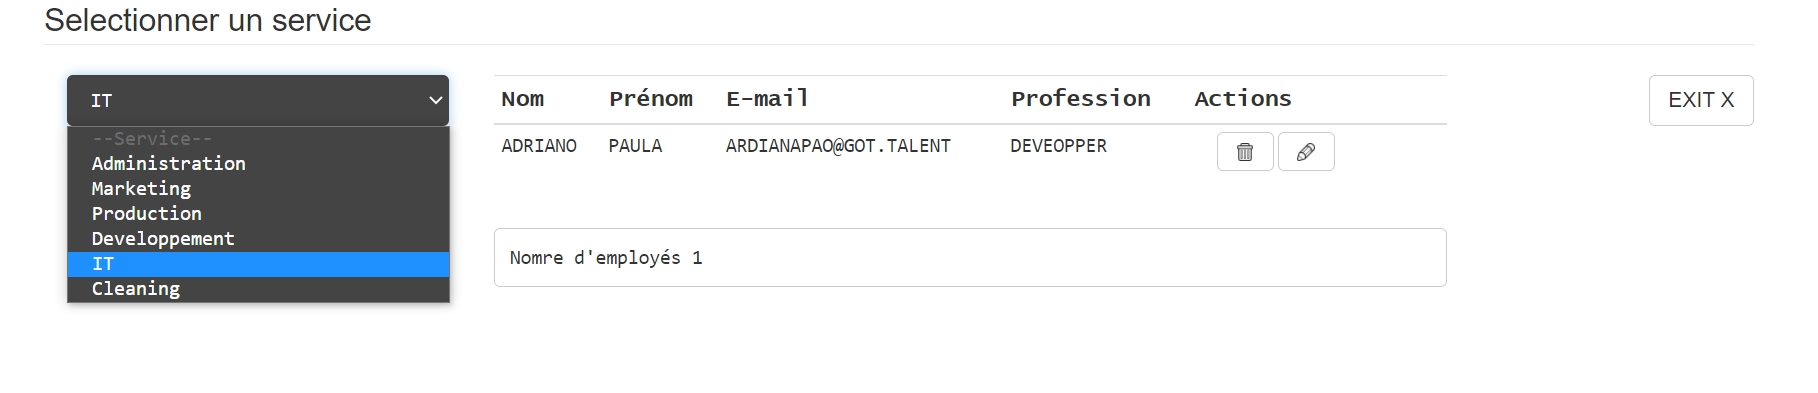 Selectionner un service
IT
--Service--
Administration
Marketing
Production
Developpement
IT
Cleaning
Nom Prénom E-mail Profession Actions
ADRIANO PAULA ARDIANAPAO@GOT.TALENT DEVEOPPER
Nomre d'employés 1
EXIT X